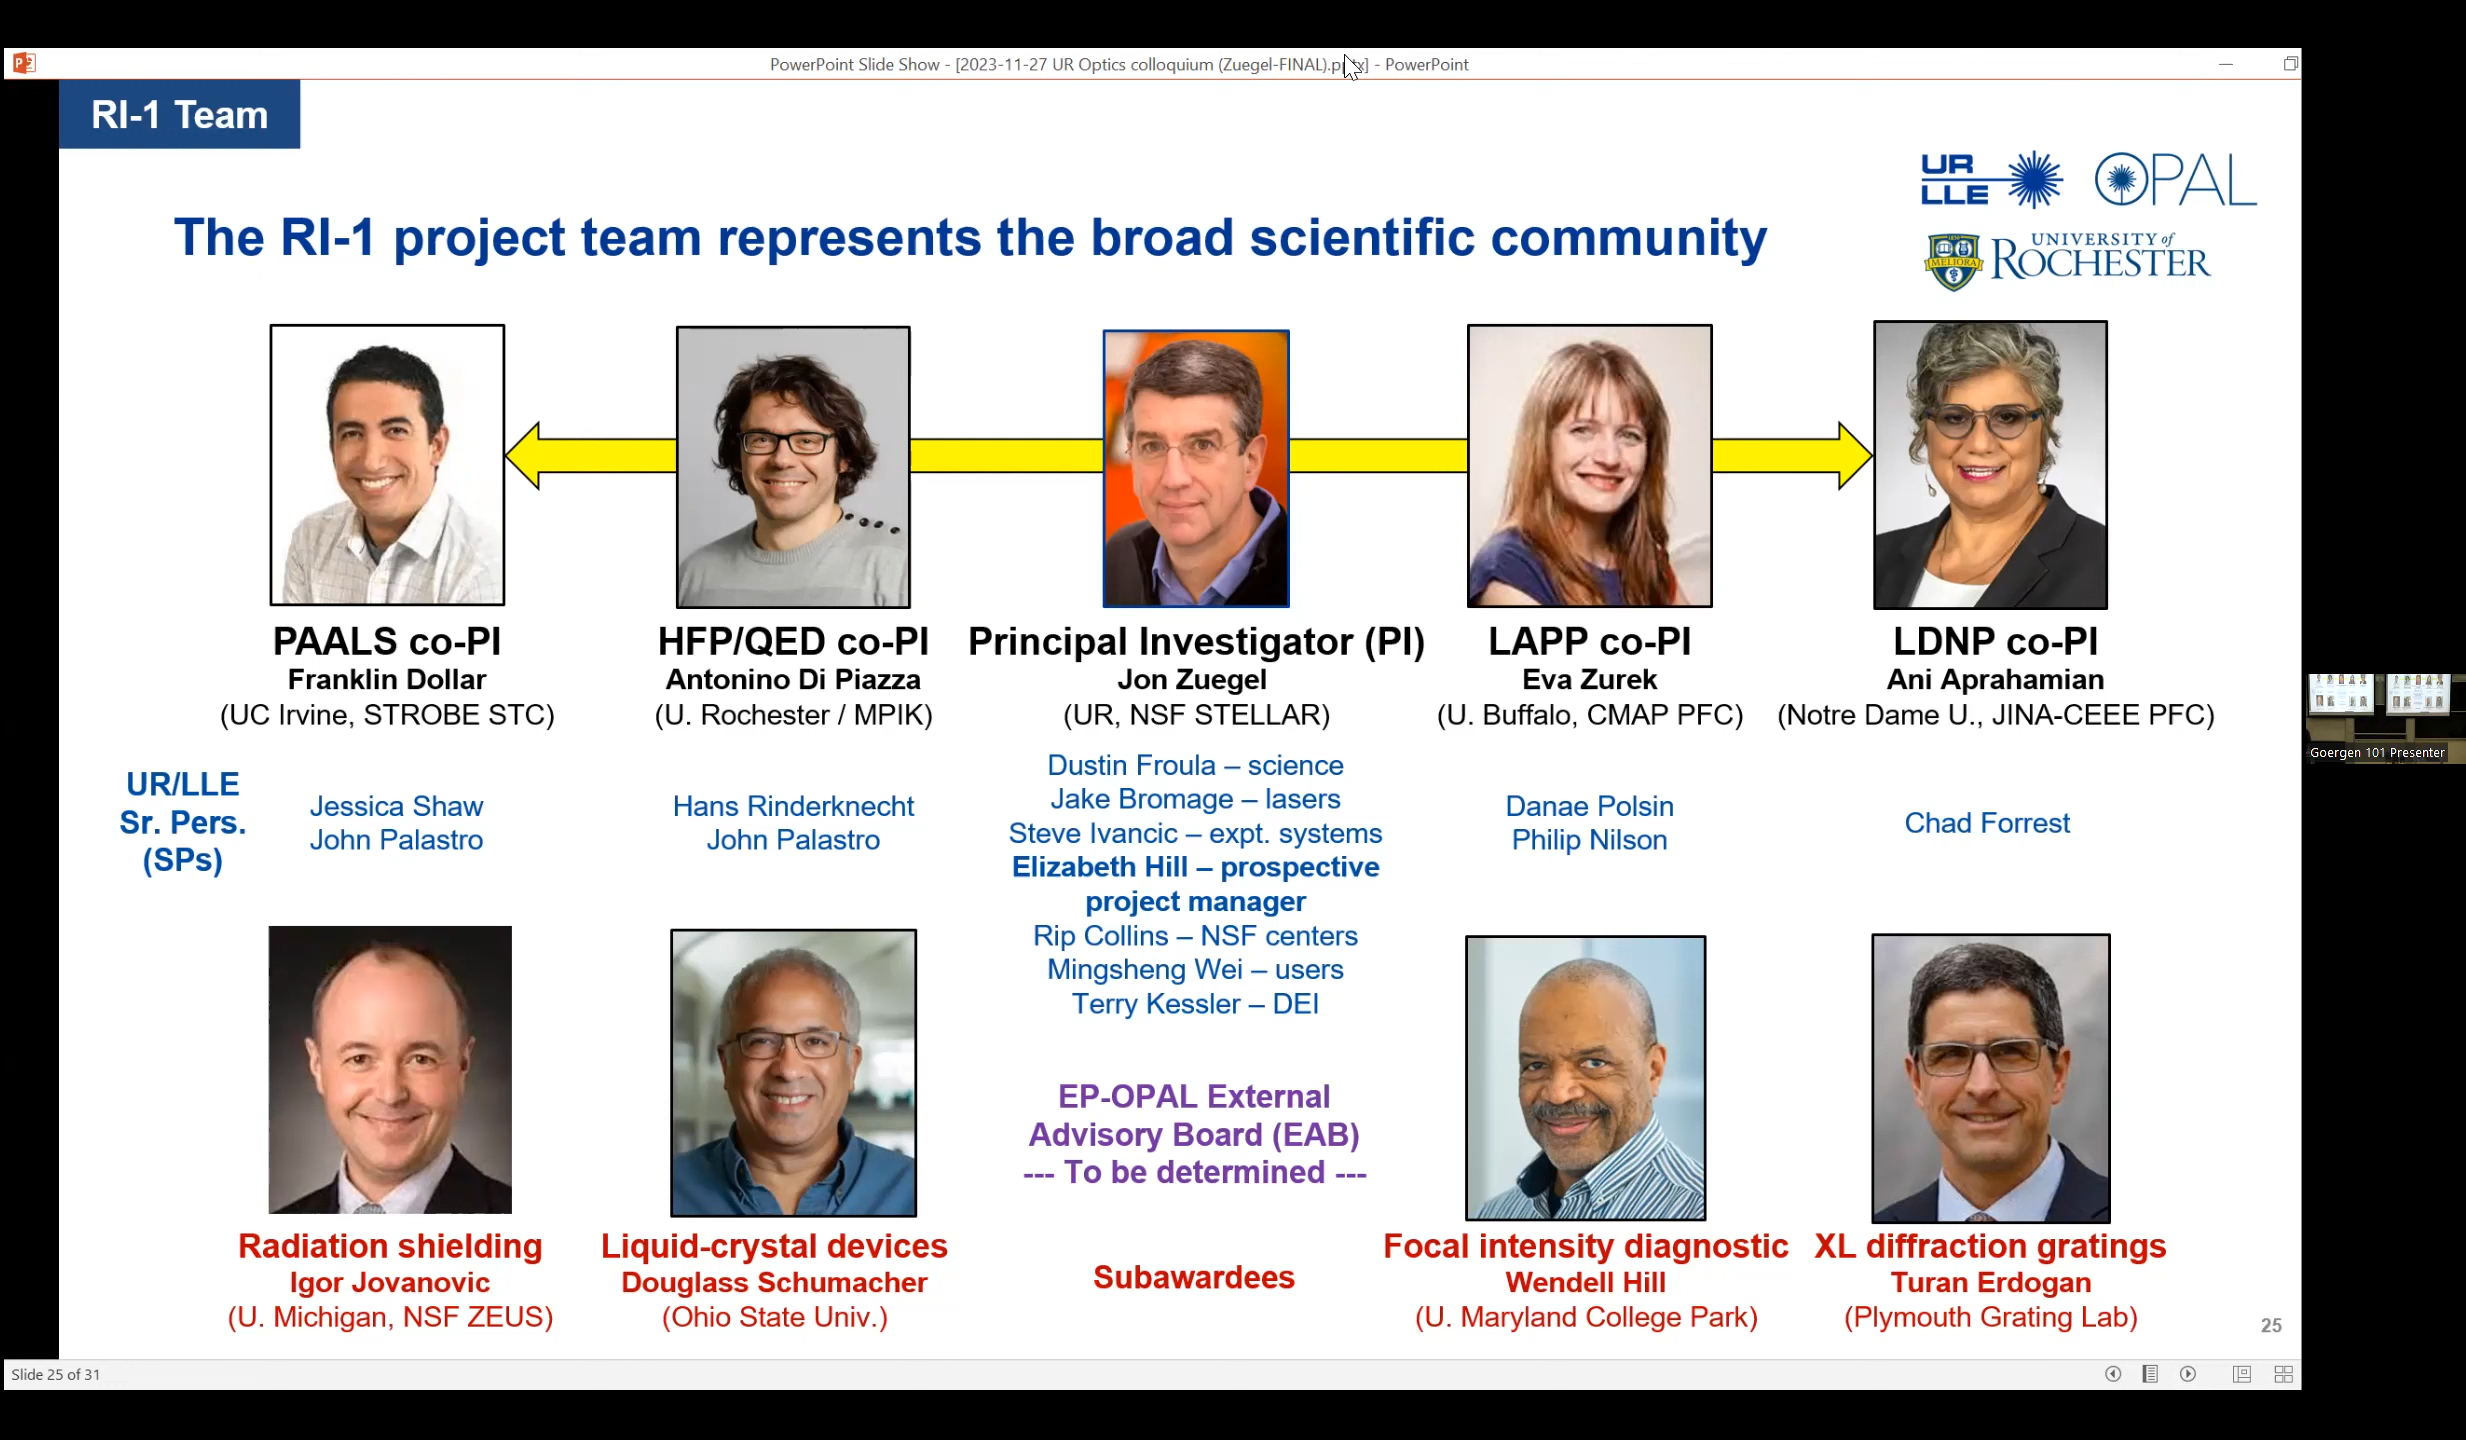 PowerPoint Slide Show - [2023-11-27 UR Optics colloquium (Zuegel-FINAL).pptx] - PowerPoint
RI-1 Team
UR
LLE
OPAL
The RI-1 project team represents the broad scientific community
UNIVERSITY of
ROCHESTER
MELIORA
PAALS co-PI
Franklin Dollar
(UC Irvine, STROBE STC)
HFP/QED co-PI
Antonino Di Piazza
(U. Rochester / MPIK)
Principal Investigator (PI)
Jon Zuegel
(UR, NSF STELLAR)
LAPP co-PI
Eva Zurek
(U. Buffalo, CMAP PFC)
LDNP co-PI
Ani Aprahamian
(Notre Dame U., JINA-CEEE PFC)
Goergen 101 Presenter
UR/LLE
Sr. Pers.
(SPs)
Jessica Shaw
John Palastro
Hans Rinderknecht
John Palastro
Dustin Froula – science
Jake Bromage – lasers
Steve Ivancic – expt. systems
Elizabeth Hill – prospective
project manager
Rip Collins – NSF centers
Mingsheng Wei – users
Terry Kessler – DEI
Danae Polsin
Philip Nilson
Chad Forrest
EP-OPAL External
Advisory Board (EAB)
--- To be determined ---
Radiation shielding
Igor Jovanovic
(U. Michigan, NSF ZEUS)
Liquid-crystal devices
Douglass Schumacher
(Ohio State Univ.)
Subawardees
Focal intensity diagnostic
Wendell Hill
(U. Maryland College Park)
XL diffraction gratings
Turan Erdogan
(Plymouth Grating Lab)
25
Slide 25 of 31